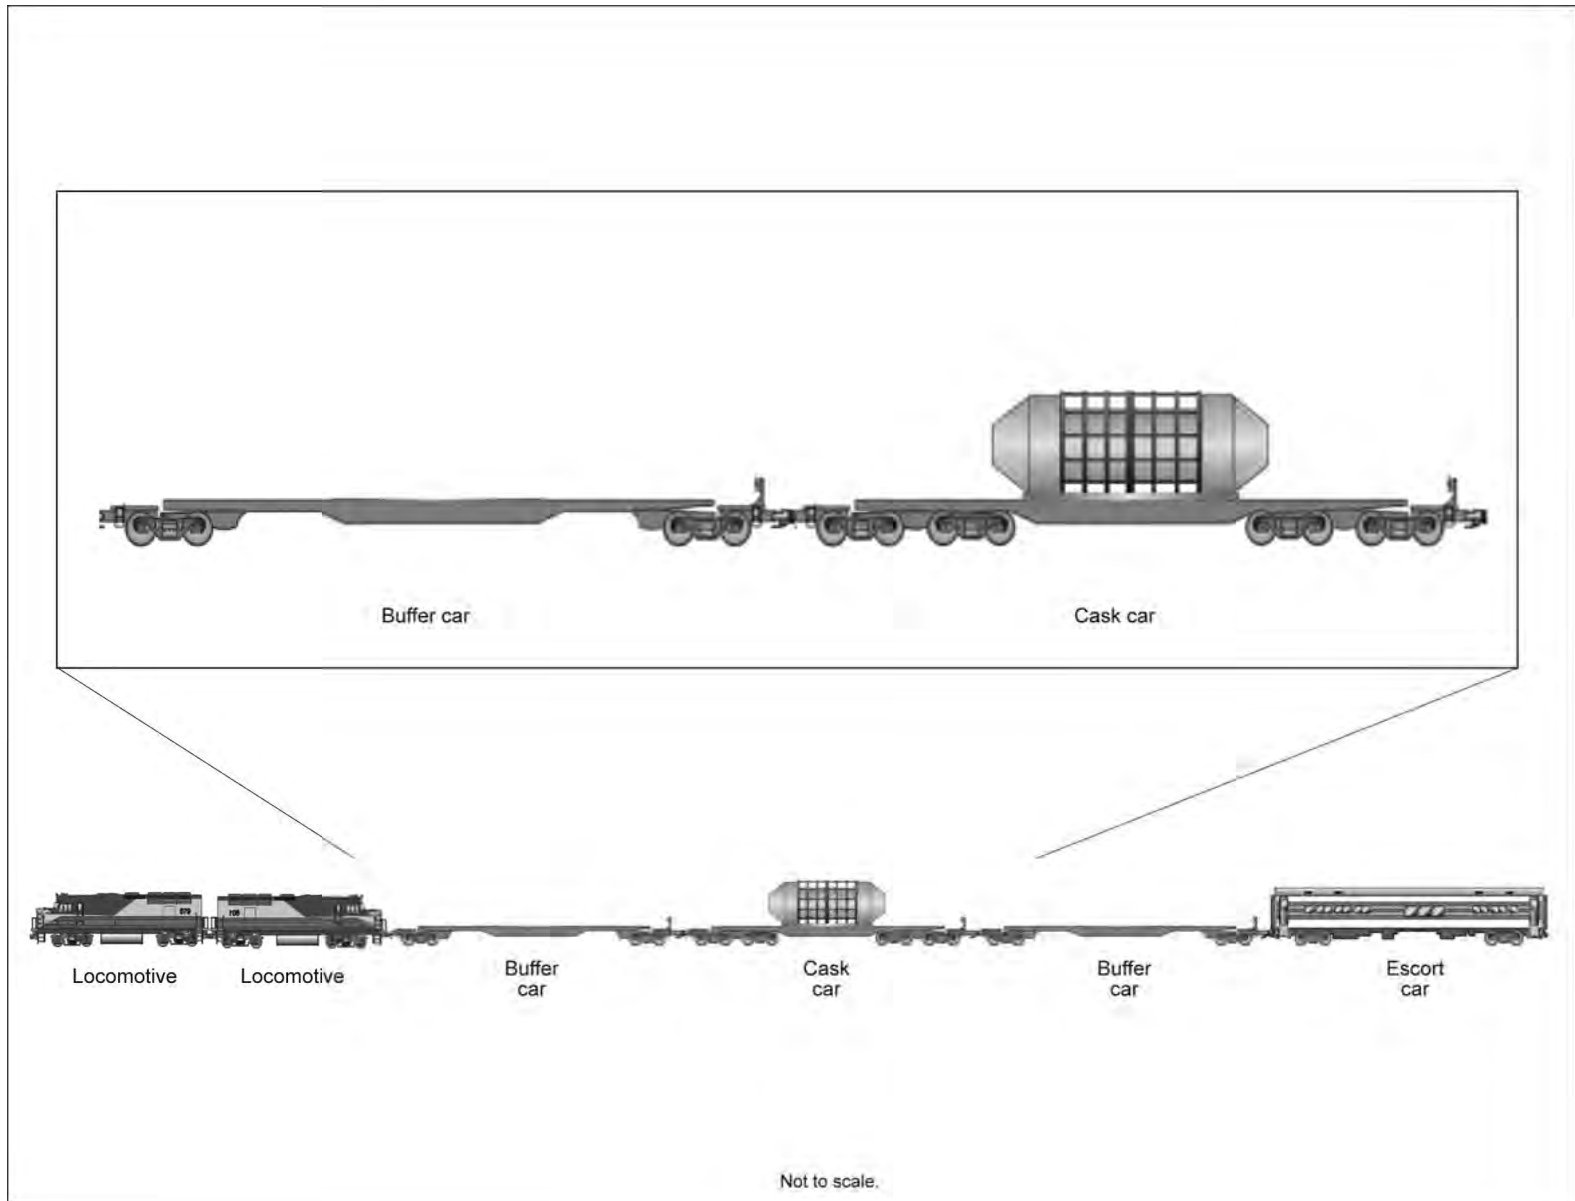 Buffer car
Cask car
Locomotive
Locomotive
Buffer
car
Cask
car
Buffer
car
Escort
car
Not to scale.